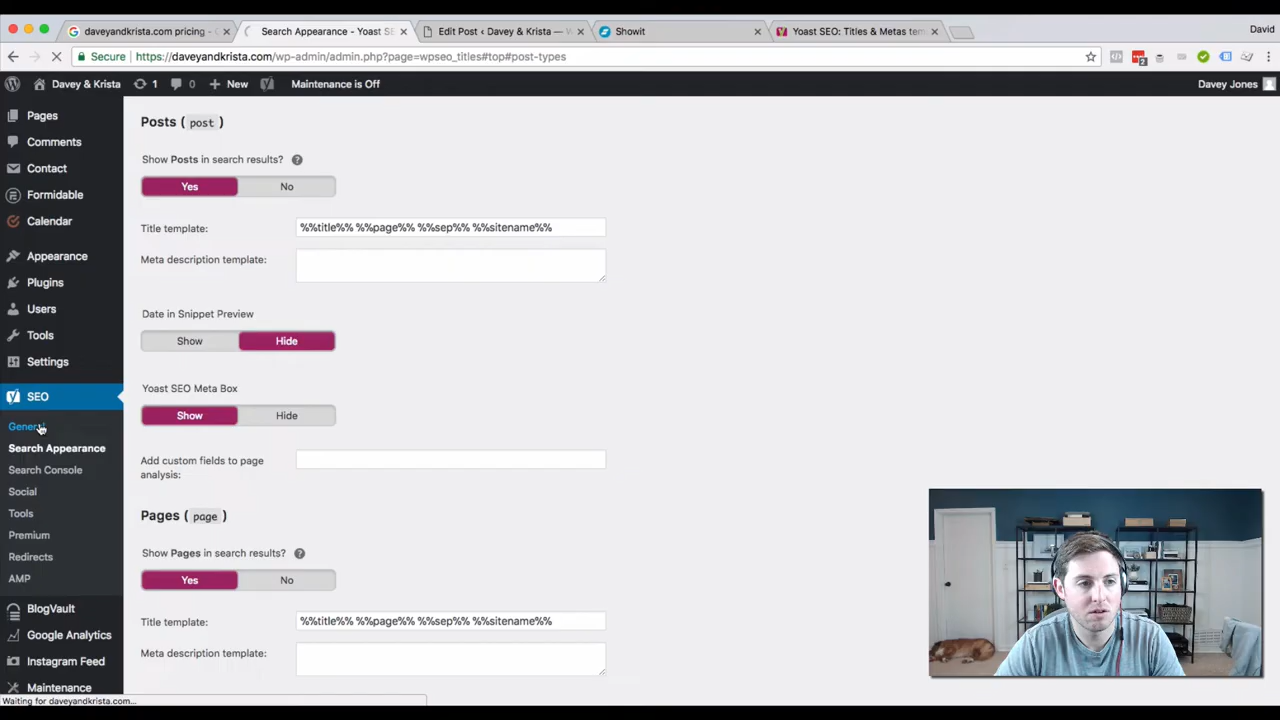 daveyandkrista.com pricing - G
Search Appearance - Yoast SE
Edit Post ‹ Davey & Krista — W
Showit
Yoast SEO: Titles & Metas tem
David
Secure
https://daveyandkrista.com/wp-admin/admin.php?page=wpseo_titles#top#post-types
2
Davey & Krista
1
0
New
Maintenance is Off
Davey Jones
Pages
Comments
Contact
Formidable
Calendar
Appearance
Plugins
Users
Tools
Settings
SEO
General
Search Appearance
Search Console
Social
Tools
Premium
Redirects
AMP
BlogVault
Google Analytics
Instagram Feed
Maintenance
Waiting for daveyandkrista.com...
Posts ( post )
Show Posts in search results? ?
Yes No
Title template: %%title%% %%page%% %%sep%% %%sitename%%
Meta description template:
Date in Snippet Preview
Show Hide
Yoast SEO Meta Box
Show Hide
Add custom fields to page
analysis:
Pages ( page )
Show Pages in search results? ?
Yes No
Title template: %%title%% %%page%% %%sep%% %%sitename%%
Meta description template: